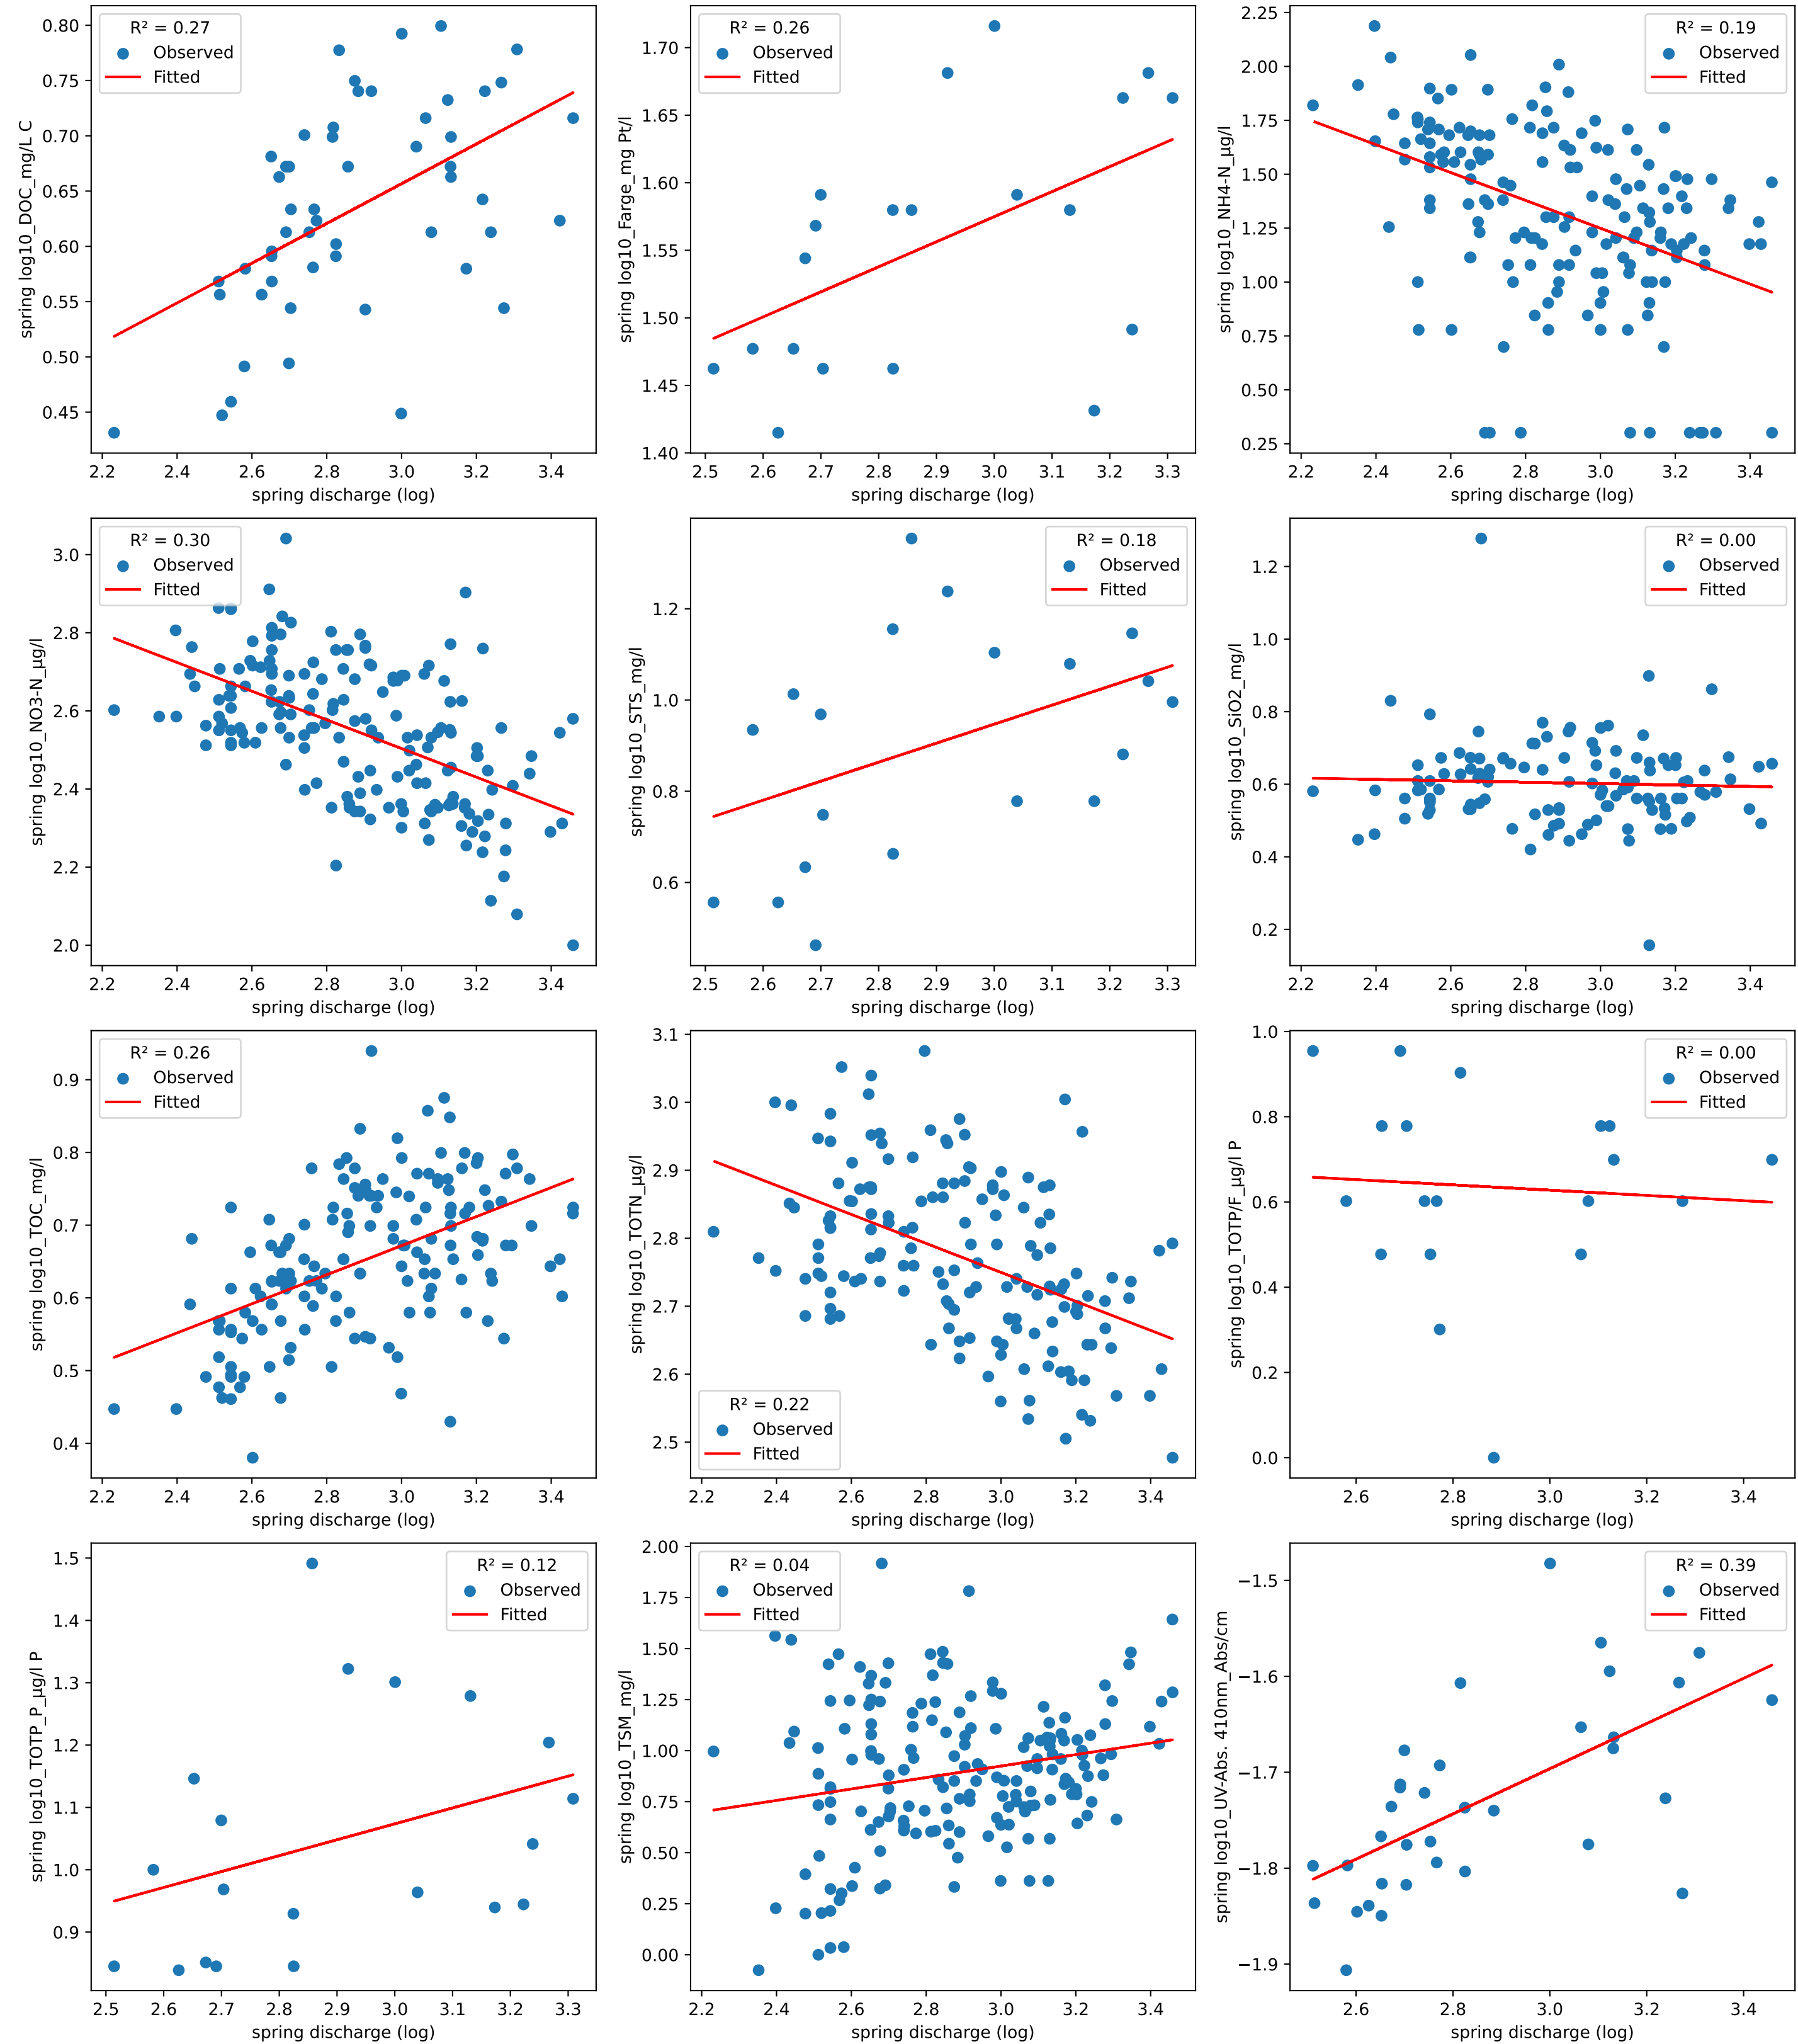 R² = 0.27
Observed
Fitted
0.80
0.75
0.70
0.65
0.60
0.55
0.50
0.45
spring log10_DOC_mg/L C
2.2 2.4 2.6 2.8 3.0 3.2 3.4
spring discharge (log)
R² = 0.26
Observed
Fitted
1.70
1.65
1.60
1.55
1.50
1.45
1.40
spring log10_Farge_mg Pt/l
2.5 2.6 2.7 2.8 2.9 3.0 3.1 3.2 3.3
spring discharge (log)
R² = 0.19
Observed
Fitted
2.25
2.00
1.75
1.50
1.25
1.00
0.75
0.50
0.25
spring log10_NH4-N_µg/l
2.2 2.4 2.6 2.8 3.0 3.2 3.4
spring discharge (log)
R² = 0.30
Observed
Fitted
3.0
2.8
2.6
2.4
2.2
2.0
spring log10_NO3-N_µg/l
2.2 2.4 2.6 2.8 3.0 3.2 3.4
spring discharge (log)
R² = 0.18
Observed
Fitted
1.2
1.0
0.8
0.6
spring log10_STS_mg/l
2.5 2.6 2.7 2.8 2.9 3.0 3.1 3.2 3.3
spring discharge (log)
R² = 0.00
Observed
Fitted
1.2
1.0
0.8
0.6
0.4
0.2
spring log10_SiO2_mg/l
2.2 2.4 2.6 2.8 3.0 3.2 3.4
spring discharge (log)
R² = 0.26
Observed
Fitted
0.9
0.8
0.7
0.6
0.5
0.4
spring log10_TOC_mg/l
2.2 2.4 2.6 2.8 3.0 3.2 3.4
spring discharge (log)
3.1
3.0
2.9
2.8
2.7
2.6
2.5
spring log10_TOTN_µg/l
R² = 0.22
Observed
Fitted
2.2 2.4 2.6 2.8 3.0 3.2 3.4
spring discharge (log)
R² = 0.00
Observed
Fitted
1.0
0.8
0.6
0.4
0.2
0.0
spring log10_TOTP/F_µg/l P
2.6 2.8 3.0 3.2 3.4
spring discharge (log)
R² = 0.12
Observed
Fitted
1.5
1.4
1.3
1.2
1.1
1.0
0.9
spring log10_TOTP_P_µg/l P
2.5 2.6 2.7 2.8 2.9 3.0 3.1 3.2 3.3
spring discharge (log)
R² = 0.04
Observed
Fitted
2.00
1.75
1.50
1.25
1.00
0.75
0.50
0.25
0.00
spring log10_TSM_mg/l
2.2 2.4 2.6 2.8 3.0 3.2 3.4
spring discharge (log)
R² = 0.39
Observed
Fitted
−1.5
−1.6
−1.7
−1.8
−1.9
spring log10_UV-Abs. 410nm_Abs/cm
2.6 2.8 3.0 3.2 3.4
spring discharge (log)